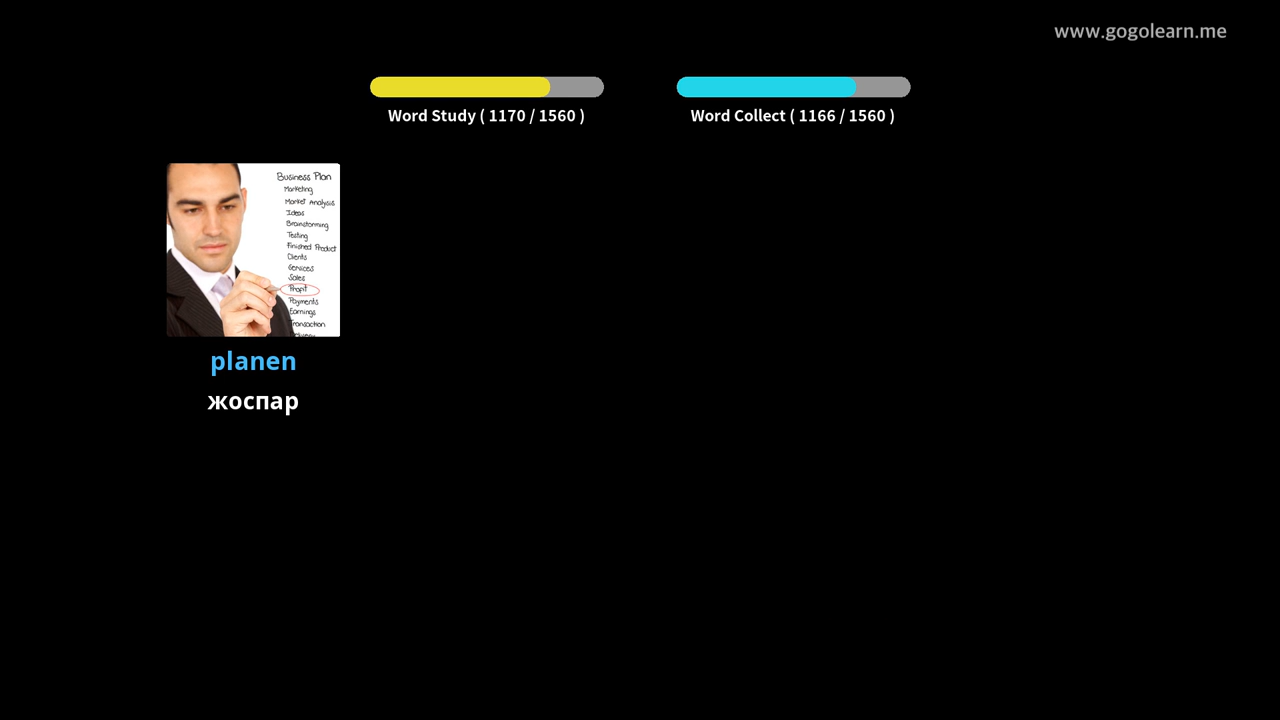 www.gogolearn.me
Word Study ( 1170 / 1560 )
Word Collect ( 1166 / 1560 )
Business Plan
Marketing
Market Analysis
Ideas
Brainstorming
Testing
Finished Product
Clients
Services
Sales
Profit
Payments
Earnings
Transaction
planen
жоспар